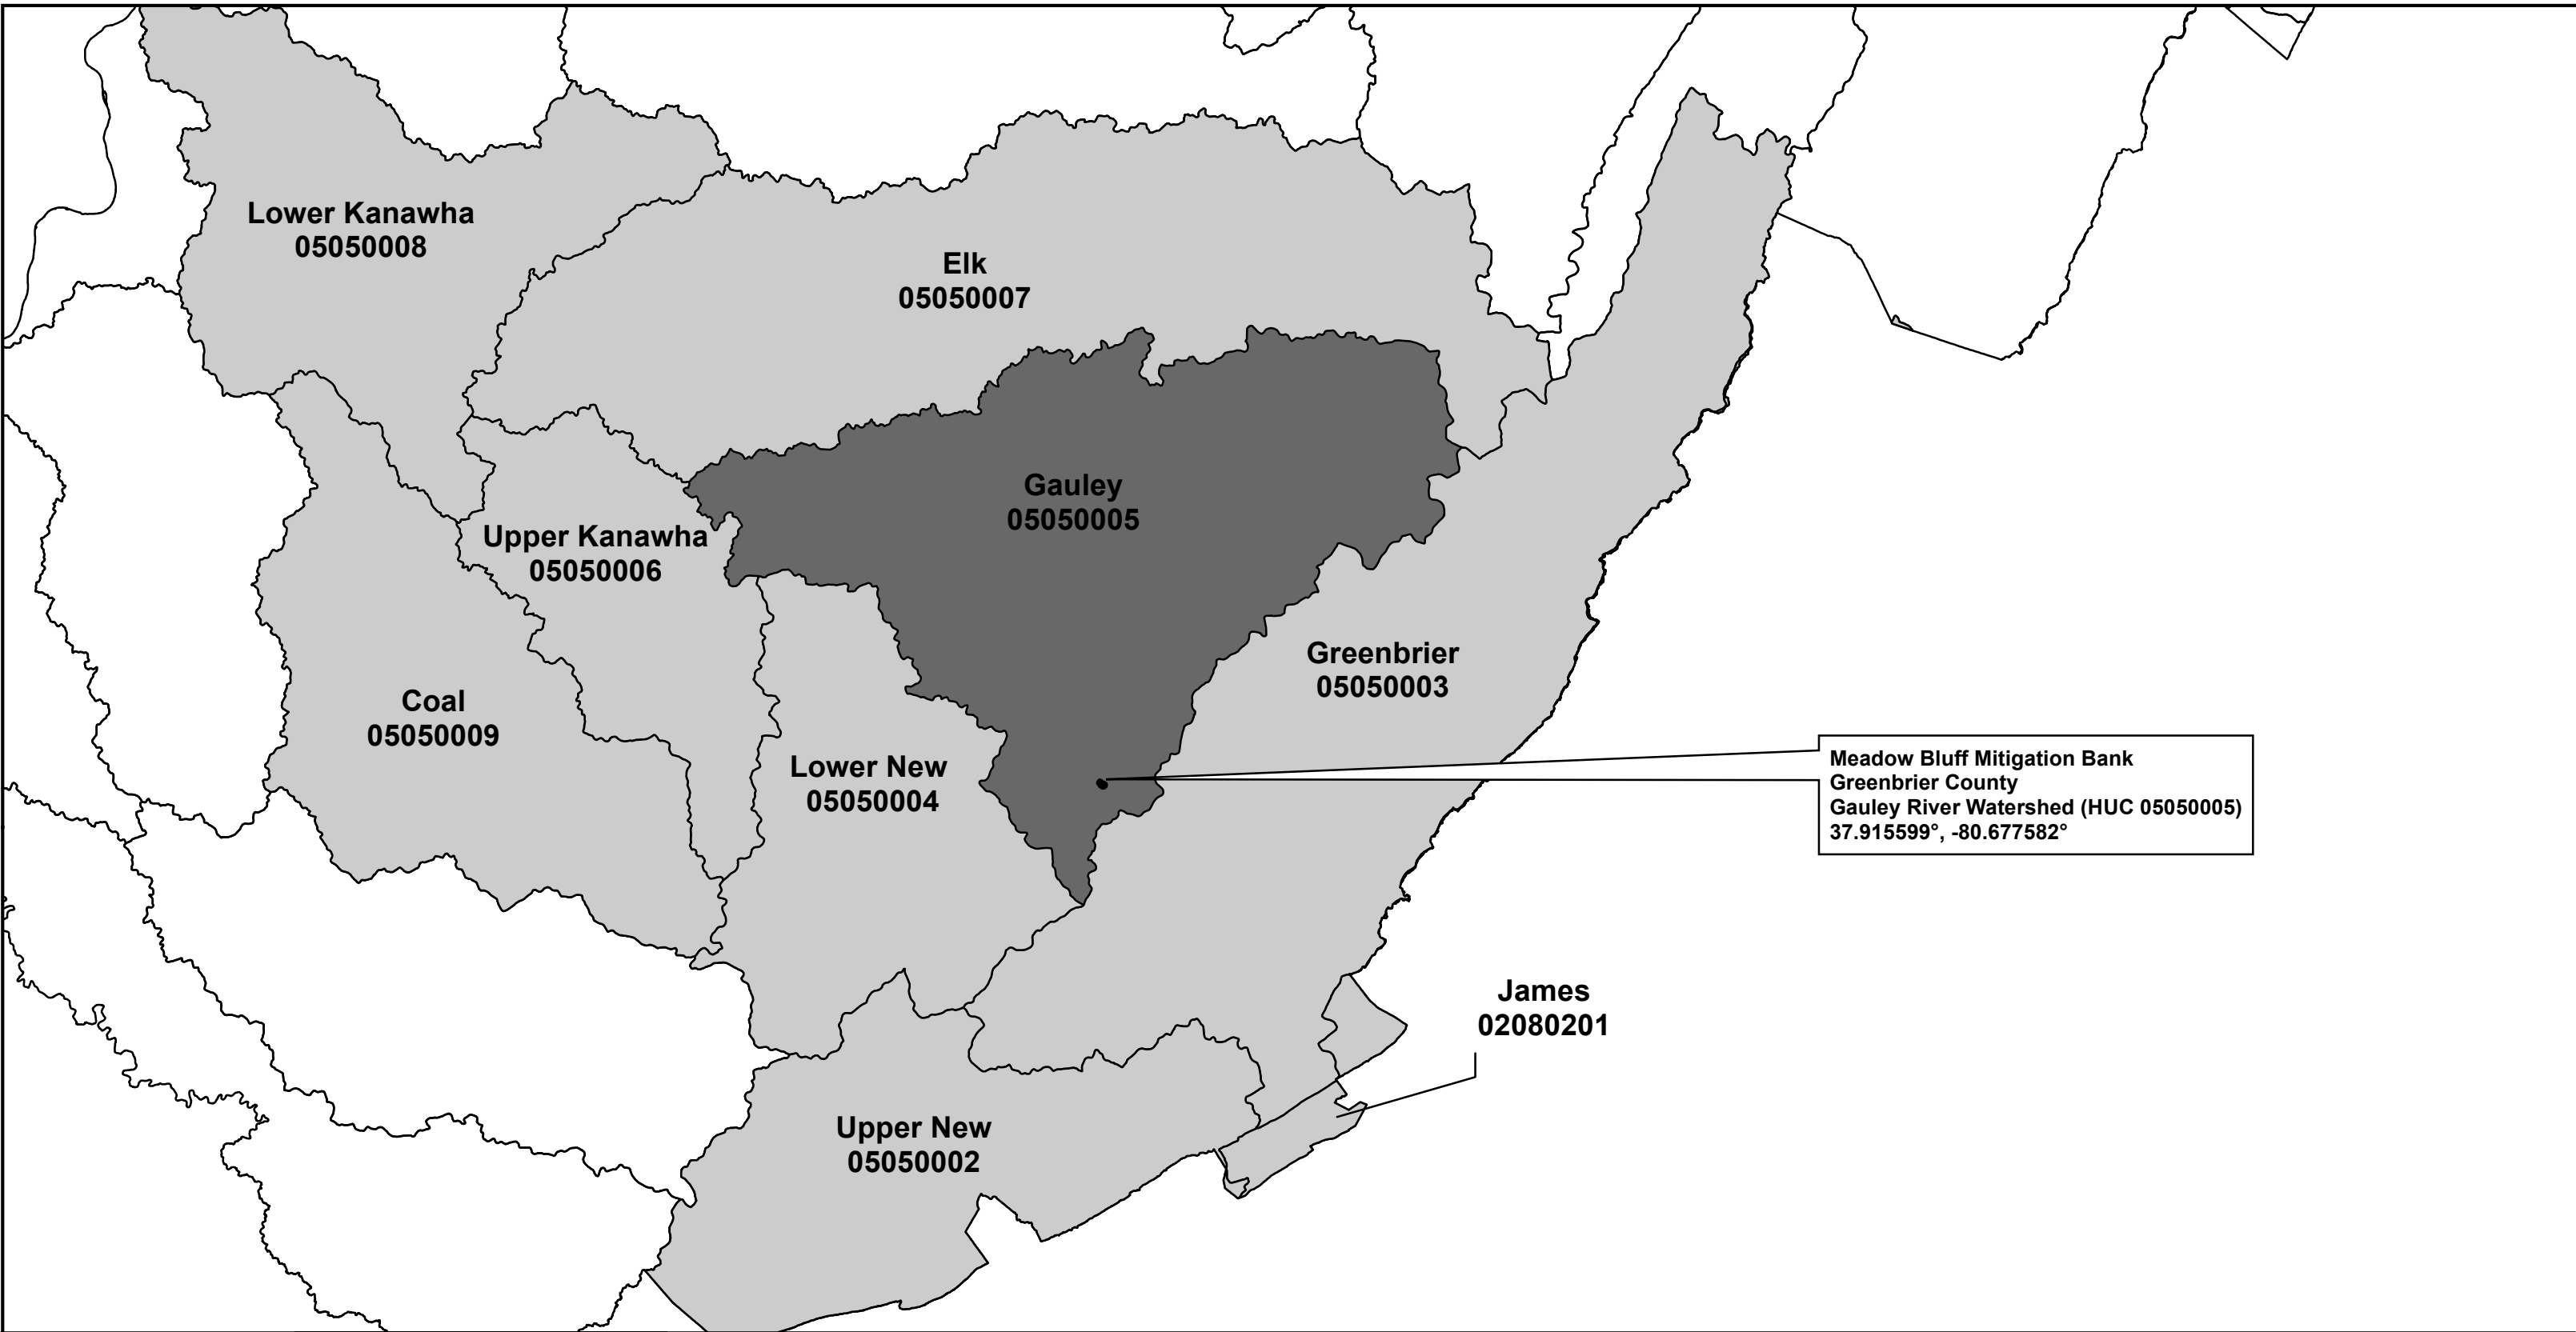 Lower Kanawha
05050008
Elk
05050007
Gauley
05050005
Upper Kanawha
05050006
Greenbrier
05050003
Coal
05050009
Lower New
05050004
Meadow Bluff Mitigation Bank
Greenbrier County
Gauley River Watershed (HUC 05050005)
37.915599°, -80.677582°
James
02080201
Upper New
05050002